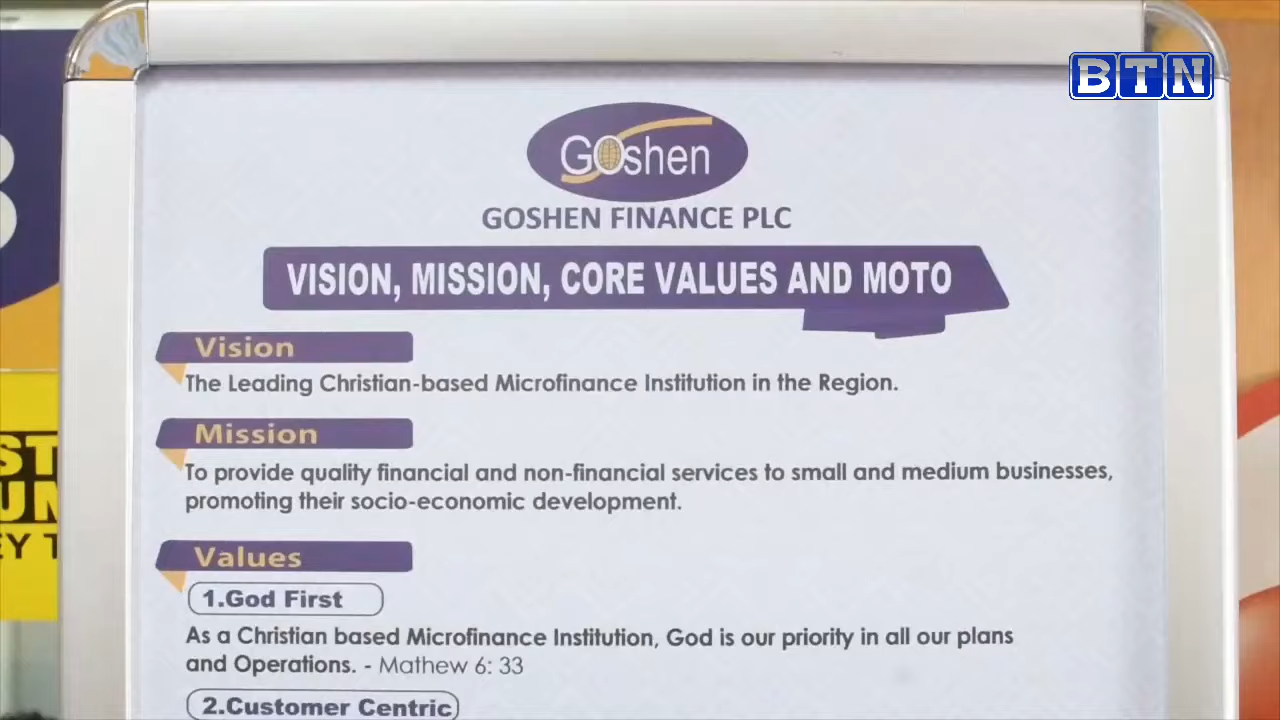 BTN
GOshen
GOSHEN FINANCE PLC
VISION, MISSION, CORE VALUES AND MOTO
Vision
The Leading Christian-based Microfinance Institution in the Region.
Mission
To provide quality financial and non-financial services to small and medium businesses,
promoting their socio-economic development.
Values
1.God First
As a Christian based Microfinance Institution, God is our priority in all our plans
and Operations. - Mathew 6: 33
2.Customer Centric